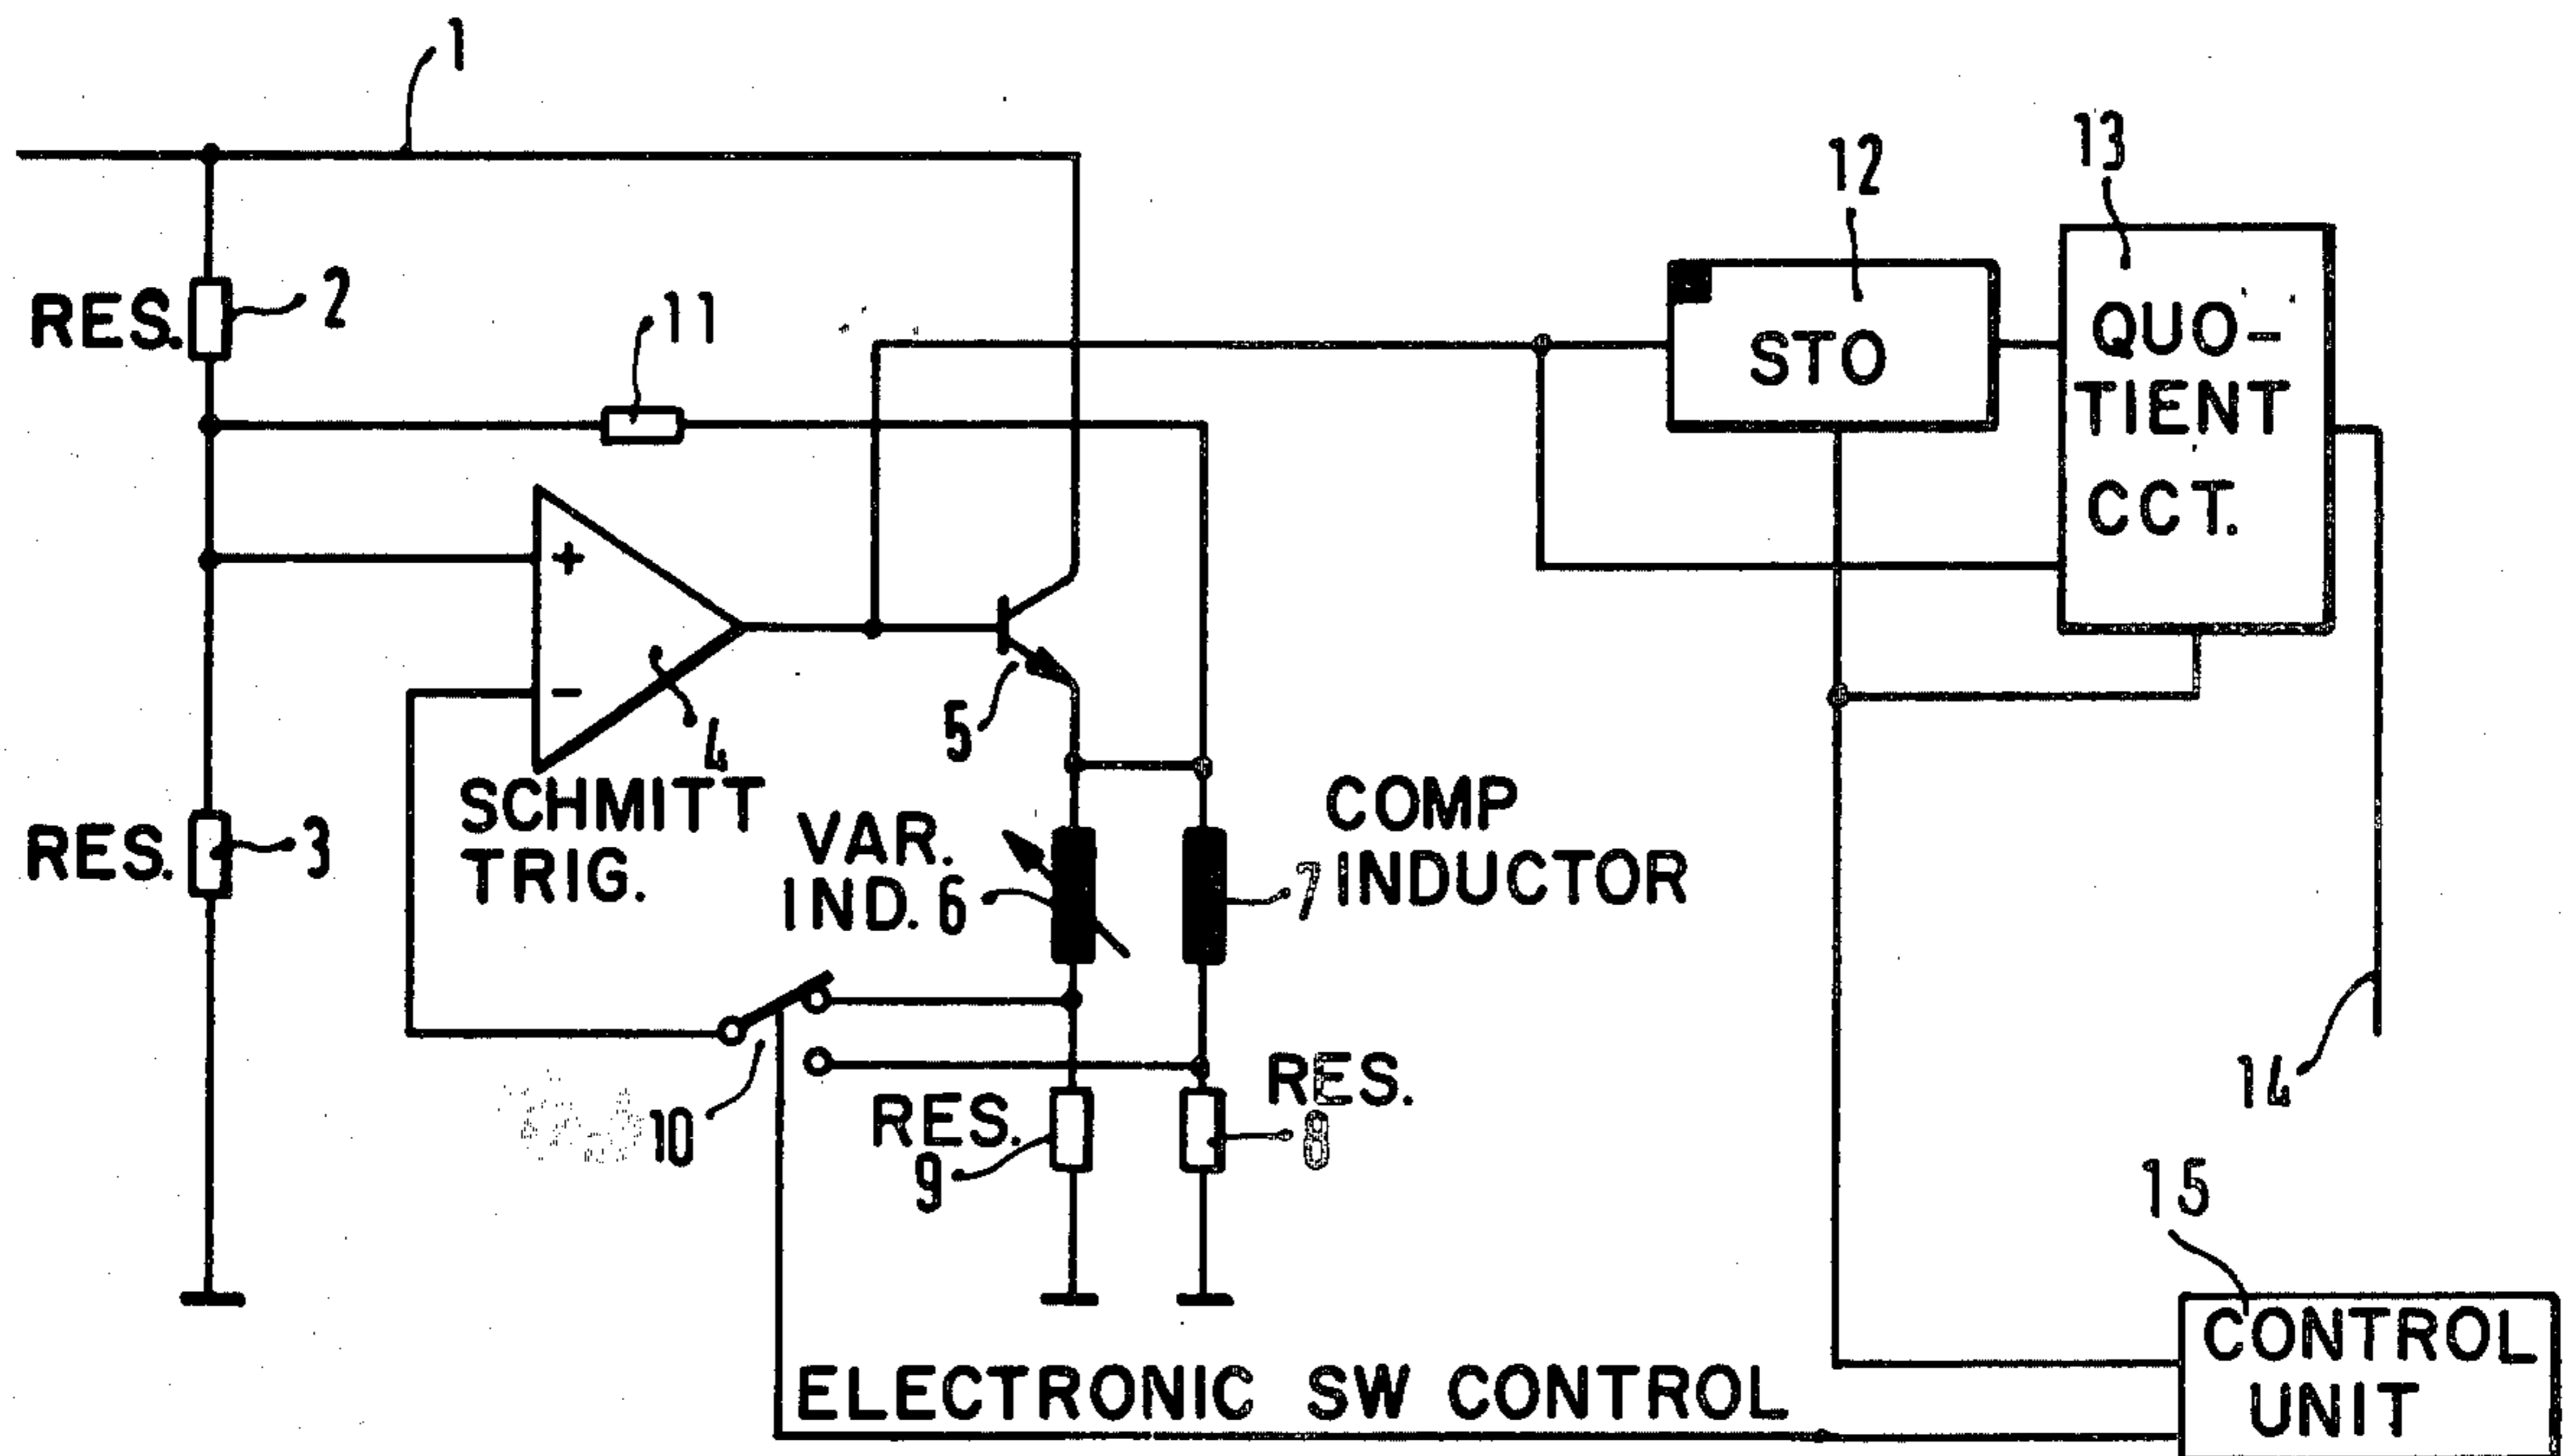 1
13
12
RES. 2
11
STO
QUO-
TIENT
CCT.
+
-
4
5
SCHMITT
TRIG.
RES. 3
VAR.
IND. 6
COMP
7 INDUCTOR
10
RES.
9
RES.
8
14
15
CONTROL
UNIT
ELECTRONIC SW CONTROL